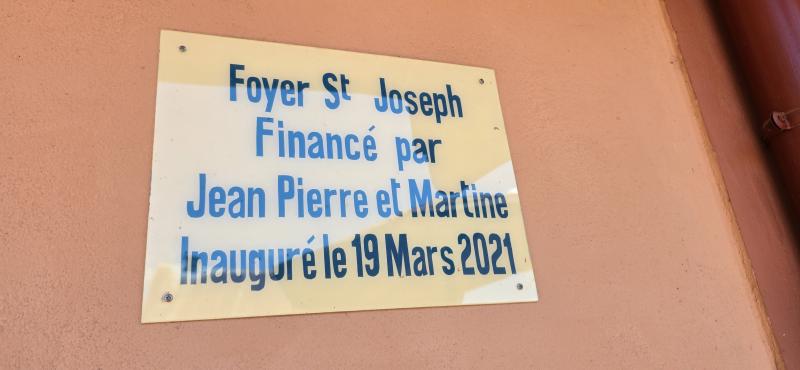 Foyer St Joseph
Financé par
Jean Pierre et Martine
Inauguré le 19 Mars 2021